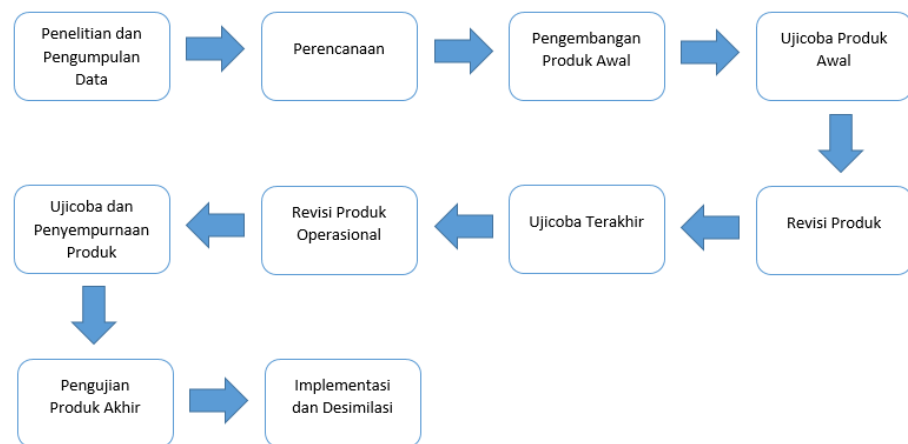 Penelitian dan
Pengumpulan
Data
Perencanaan
Pengembangan
Produk Awal
Ujicoba Produk
Awal
Revisi Produk
Ujicoba Terakhir
Revisi Produk
Operasional
Ujicoba dan
Penyempurnaan
Produk
Pengujian
Produk Akhir
Implementasi
dan Desimilasi